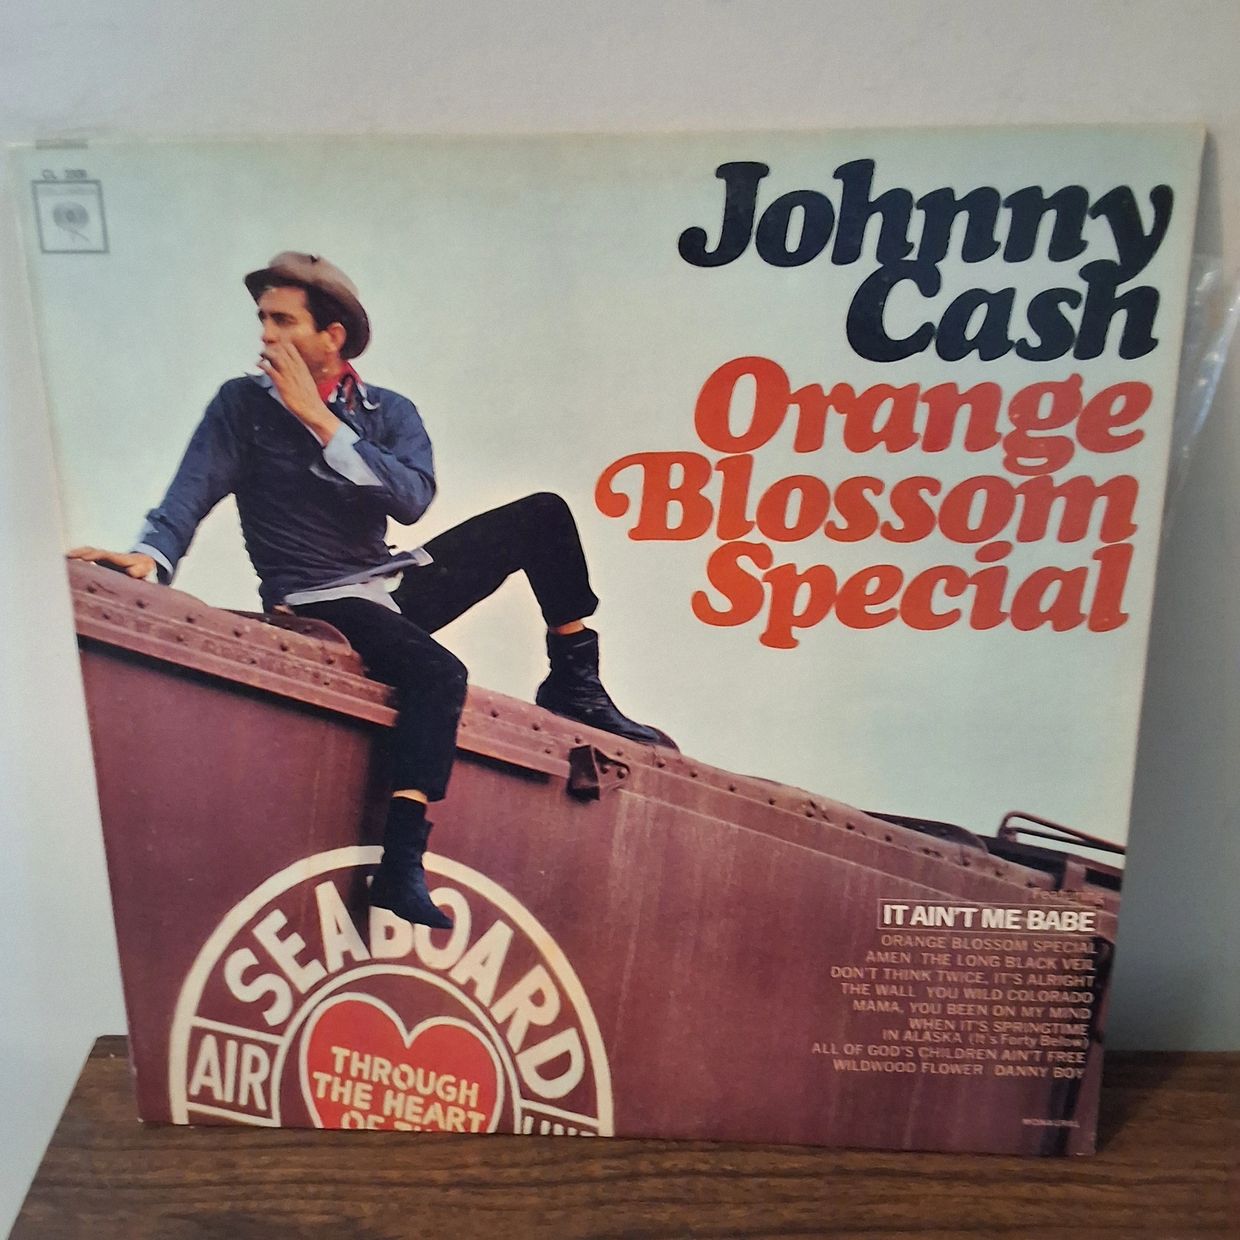 Johnny
Cash
Orange
Blossom
Special
SEABOARD
AIR
THROUGH
THE HEART
Featuring
IT AIN'T ME BABE
ORANGE BLOSSOM SPECIAL
AMEN THE LONG BLACK VEIL
DON'T THINK TWICE, IT'S ALRIGHT
THE WALL YOU WILD COLORADO
MAMA, YOU BEEN ON MY MIND
WHEN IT'S SPRINGTIME
IN ALASKA (It's Forty Below)
ALL OF GOD'S CHILDREN AIN'T FREE
WILDWOOD FLOWER DANNY BOY